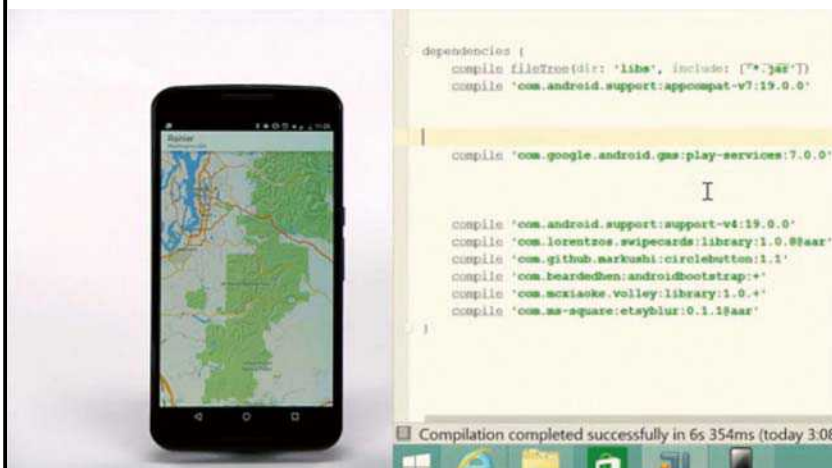 Rainier
dependencies {
compile fileTree(dir: 'libs', include: ['*.jar'])
compile 'com.android.support:appcompat-v7:19.0.0'
compile 'com.google.android.gms:play-services:7.0.0'
compile 'com.android.support:support-v4:19.0.0'
compile 'com.lorentzos.swipecards:library:1.0.8@aar'
compile 'com.github.markushi:circlebutton:1.1'
compile 'com.beardedhen:androidbootstrap:+'
compile 'com.mcxiaoke.volley:library:1.0.+'
compile 'com.ms-square:etsyblur:0.1.1@aar'
}
Compilation completed successfully in 6s 354ms (today 3:08